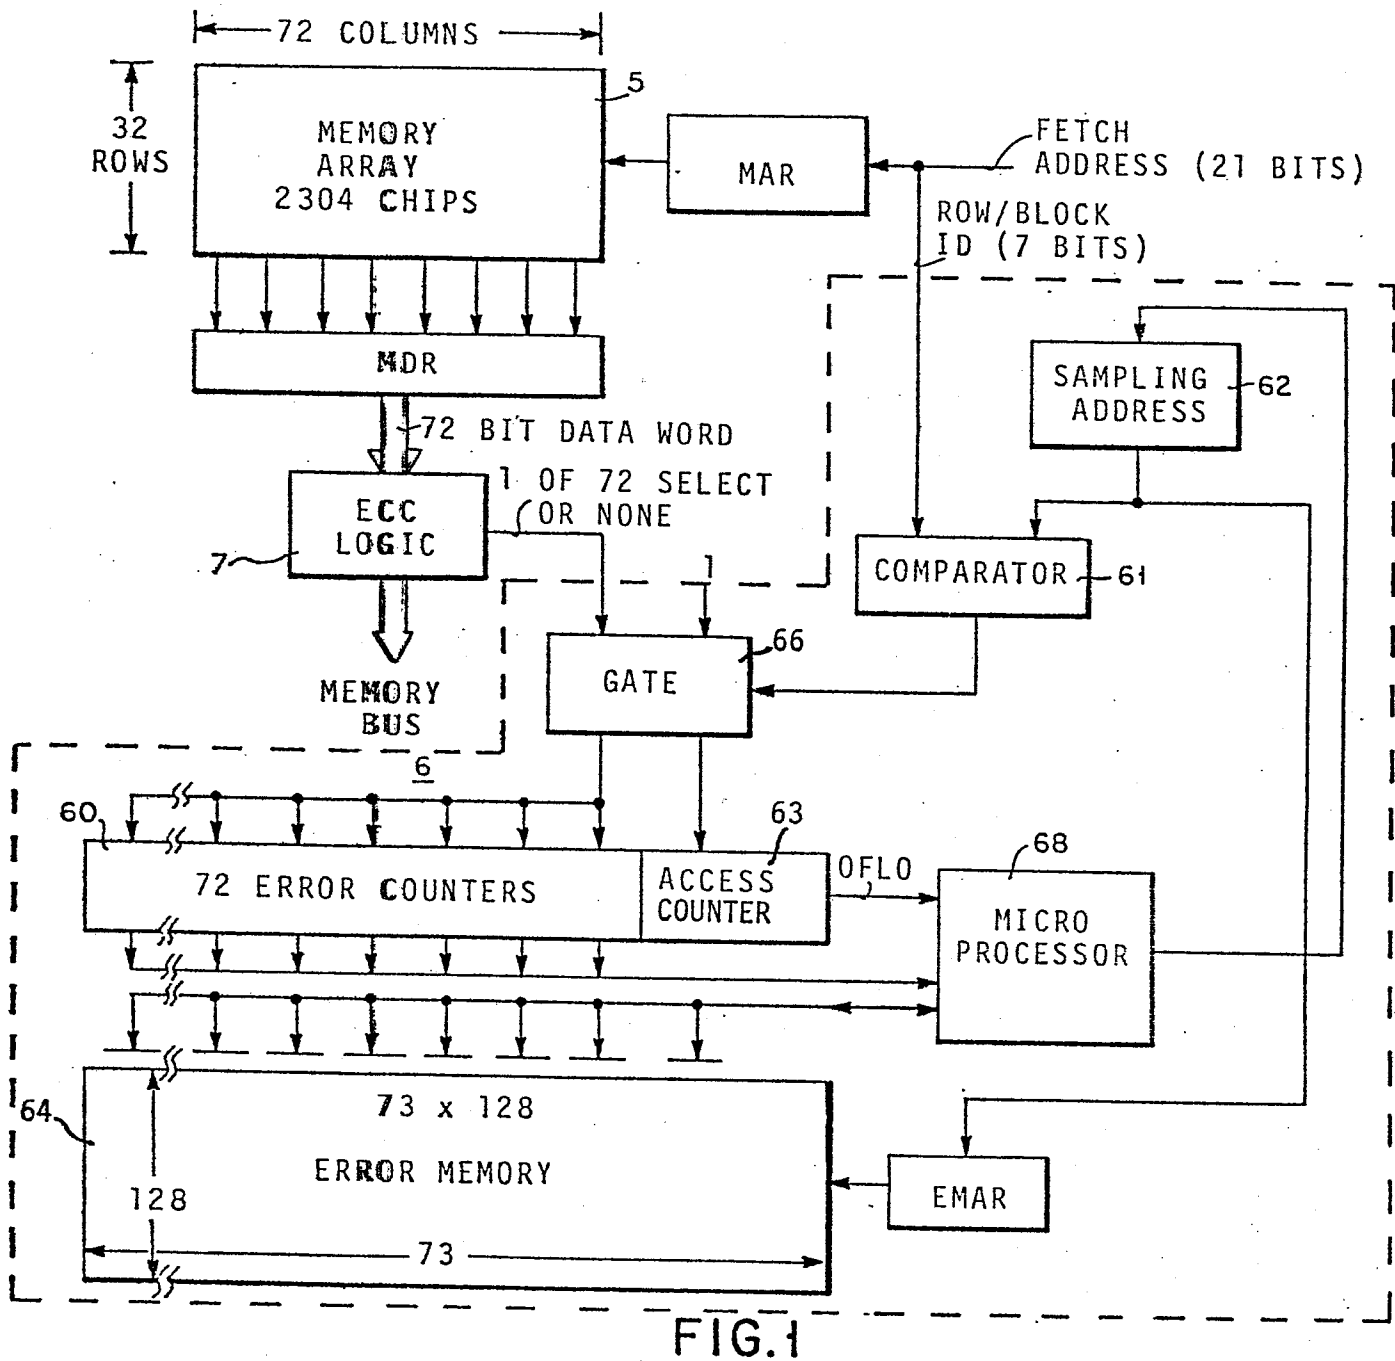 72 COLUMNS
32
ROWS
MEMORY
ARRAY
2304 CHIPS
5
MAR
FETCH
ADDRESS (21 BITS)
ROW/BLOCK
ID (7 BITS)
MDR
72 BIT DATA WORD
SAMPLING
ADDRESS
62
ECC
LOGIC
7
1 OF 72 SELECT
OR NONE
COMPARATOR
61
1
GATE
66
MEMORY
BUS
6
60
72 ERROR COUNTERS
ACCESS
COUNTER
63
OFLO
MICRO
PROCESSOR
68
64
73 x 128
ERROR MEMORY
128
73
EMAR
FIG.1